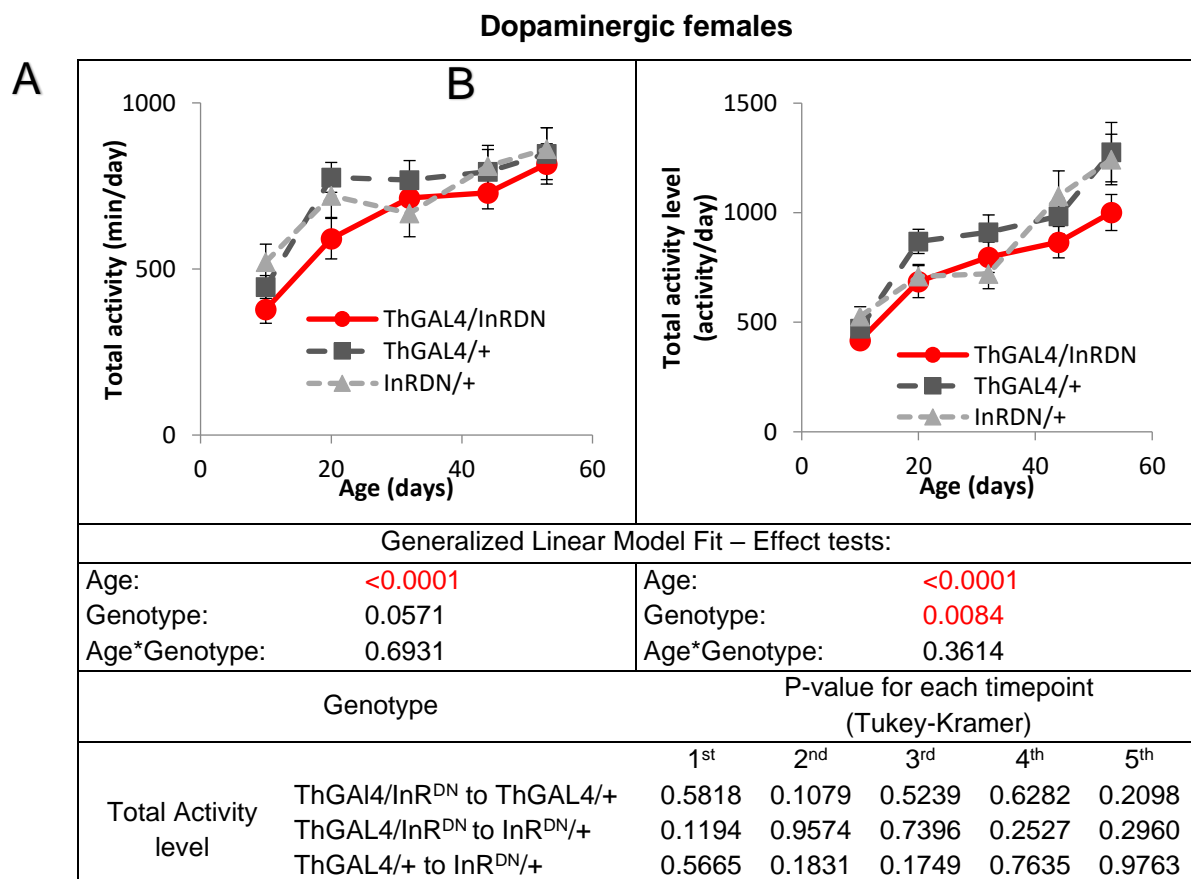 Dopaminergic females
A
B
1000
500
0
0 20 40 60
Total activity (min/day)
Age (days)
ThGAL4/InRDN
ThGAL4/+
InRDN/+
1500
1000
500
0
0 20 40 60
Total activity level
(activity/day)
Age (days)
ThGAL4/InRDN
ThGAL4/+
InRDN/+
Generalized Linear Model Fit – Effect tests:
Age: <0.0001
Genotype: 0.0571
Age*Genotype: 0.6931
Age: <0.0001
Genotype: 0.0084
Age*Genotype: 0.3614
Genotype
P-value for each timepoint
(Tukey-Kramer)
1st 2nd 3rd 4th 5th
Total Activity
level
ThGAl4/InRDN to ThGAL4/+ 0.5818 0.1079 0.5239 0.6282 0.2098
ThGAL4/InRDN to InRDN/+ 0.1194 0.9574 0.7396 0.2527 0.2960
ThGAL4/+ to InRDN/+ 0.5665 0.1831 0.1749 0.7635 0.9763